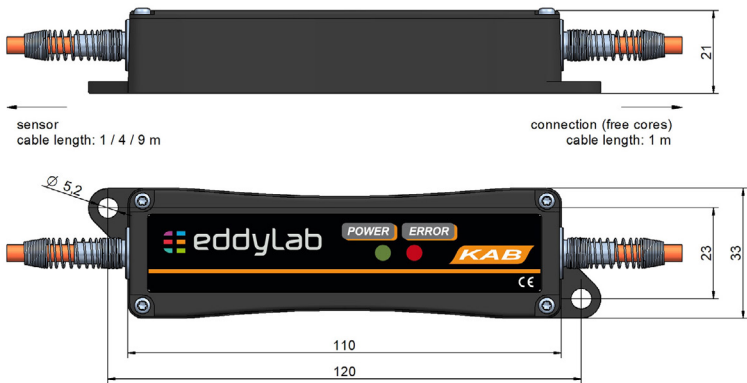 21
sensor
cable length: 1 / 4 / 9 m
connection (free cores)
cable length: 1 m
Ø 5,2
eddylab
POWER ERROR
KAB
CE
23
33
110
120